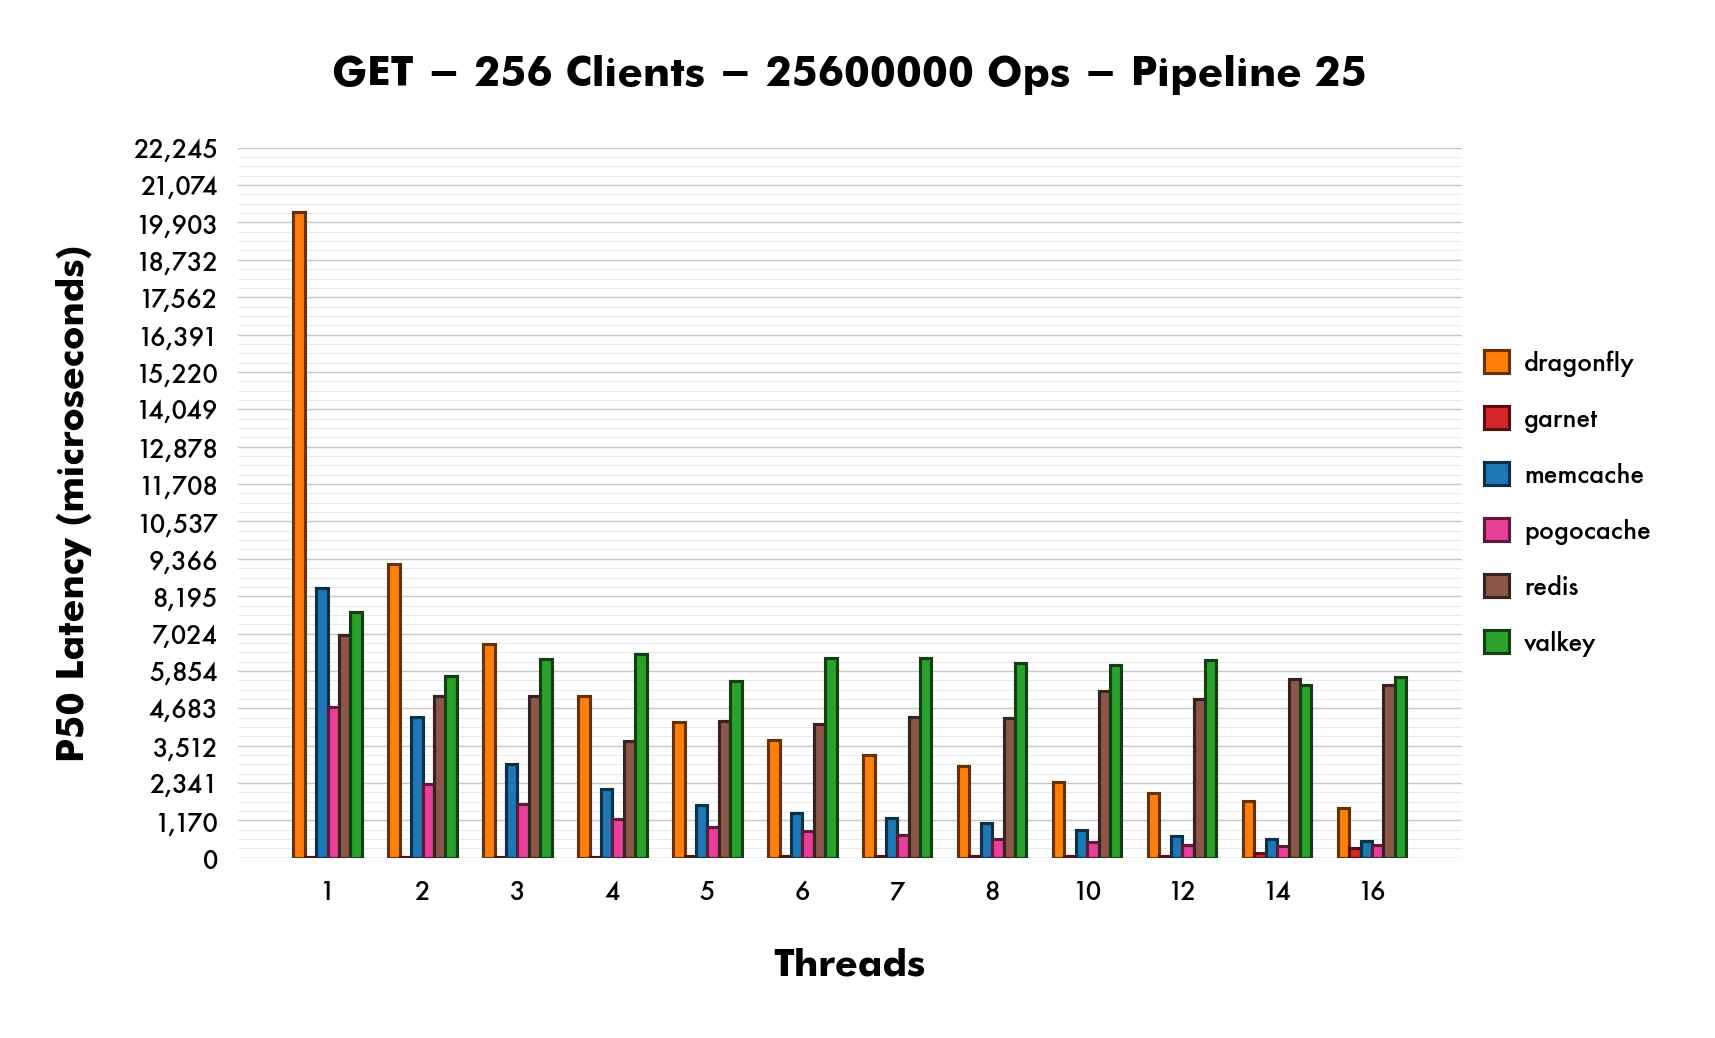 GET – 256 Clients – 25600000 Ops – Pipeline 25
P50 Latency (microseconds)
22,245
21,074
19,903
18,732
17,562
16,391
15,220
14,049
12,878
11,708
10,537
9,366
8,195
7,024
5,854
4,683
3,512
2,341
1,170
0
1 2 3 4 5 6 7 8 10 12 14 16
Threads
dragonfly
garnet
memcache
pogocache
redis
valkey